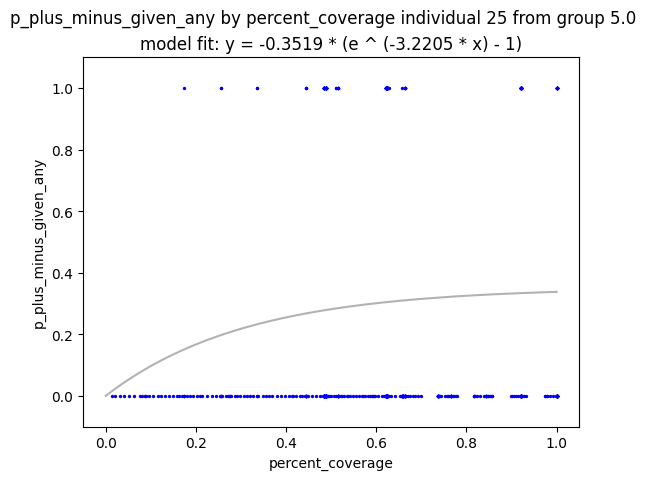 p_plus_minus_given_any by percent_coverage individual 25 from group 5.0
model fit: y = -0.3519 * (e ^ (-3.2205 * x) - 1)
1.0
0.8
0.6
0.4
0.2
0.0
p_plus_minus_given_any
0.0 0.2 0.4 0.6 0.8 1.0
percent_coverage